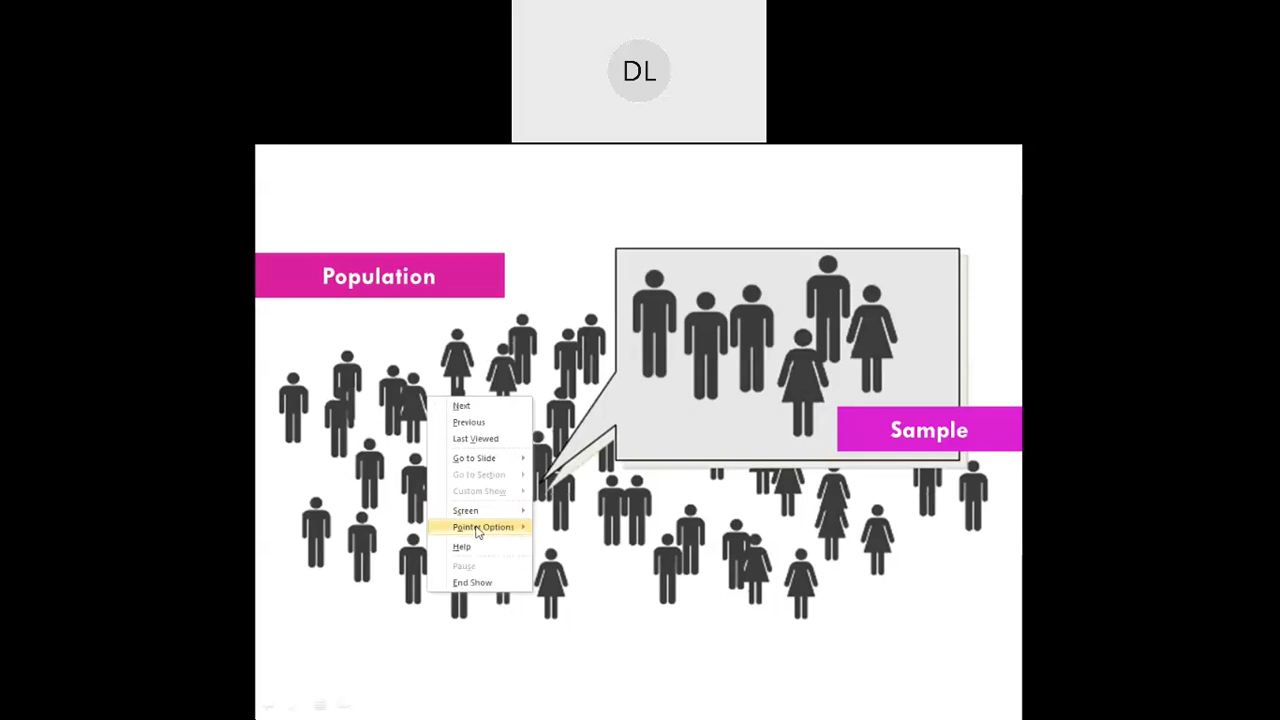 DL
Population
Sample
Next
Previous
Last Viewed
Go to Slide
Go to Section
Custom Show
Screen
Pointer Options
Help
Pause
End Show